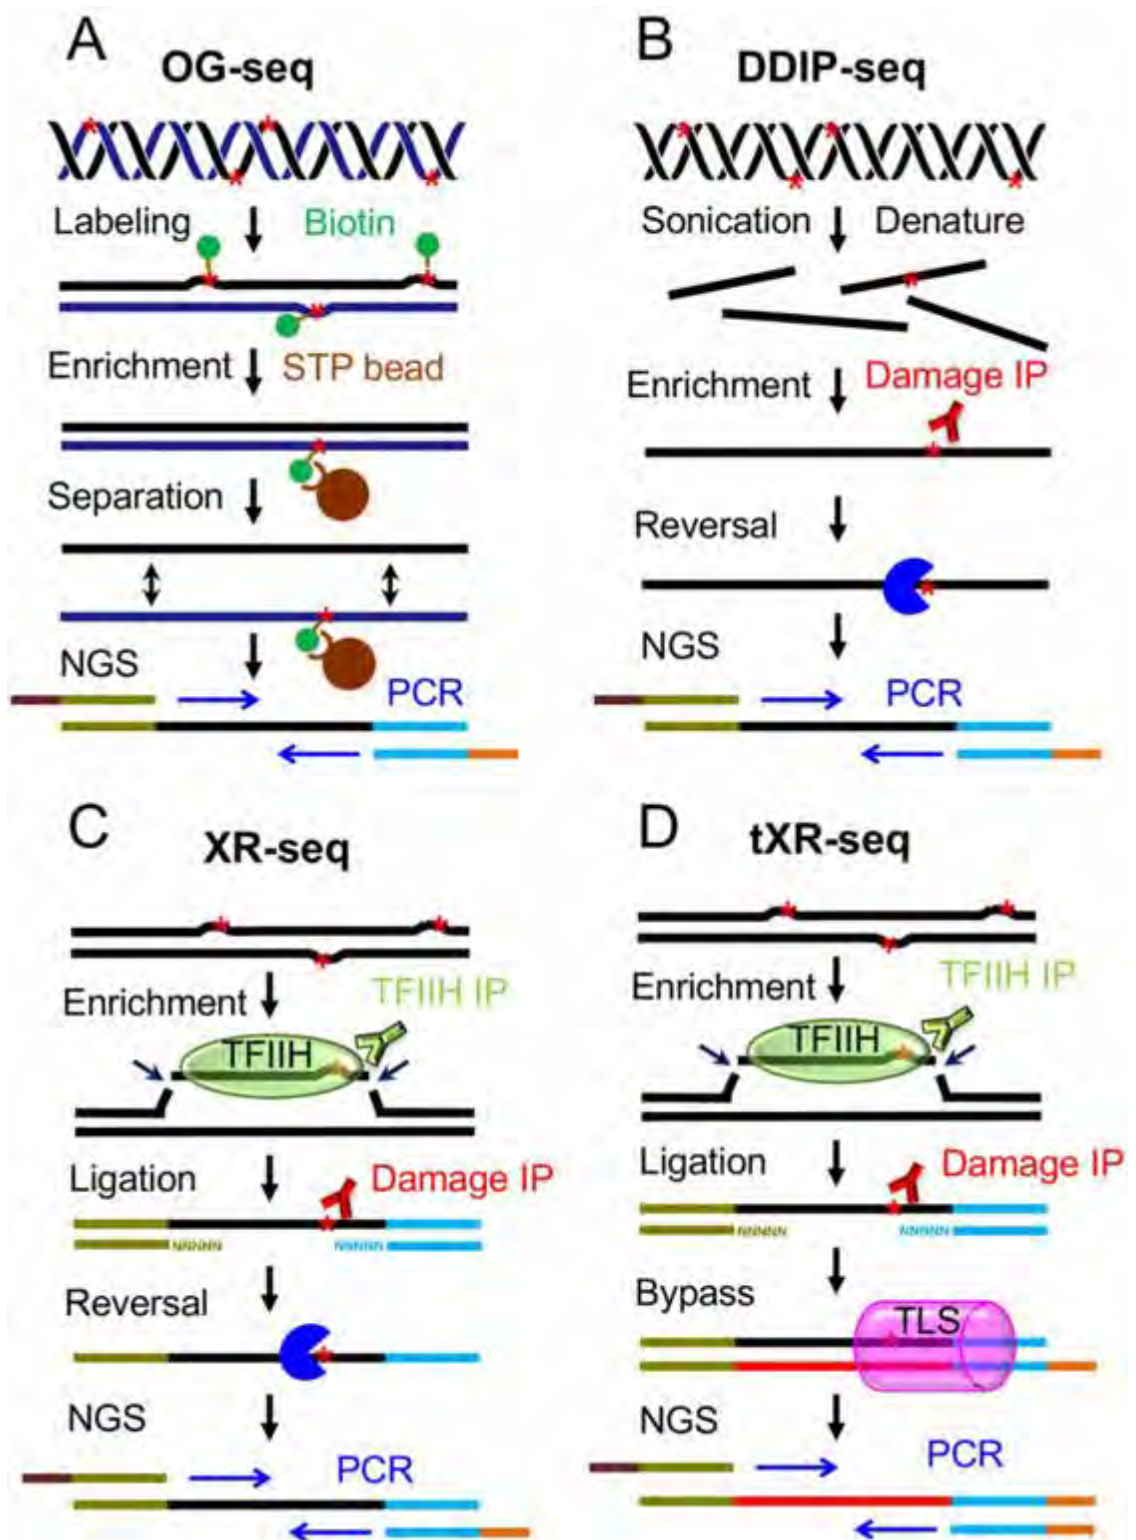 A
OG-seq
Labeling
Biotin
Enrichment
STP bead
Separation
NGS
PCR
B
DDIP-seq
Sonication
Denature
Enrichment
Damage IP
Reversal
NGS
PCR
C
XR-seq
Enrichment
TFIIH IP
TFIIH
Ligation
Damage IP
NNNNN
NNNNN
Reversal
NGS
PCR
D
tXR-seq
Enrichment
TFIIH IP
TFIIH
Ligation
Damage IP
NNNNN
NNNNN
Bypass
TLS
NGS
PCR